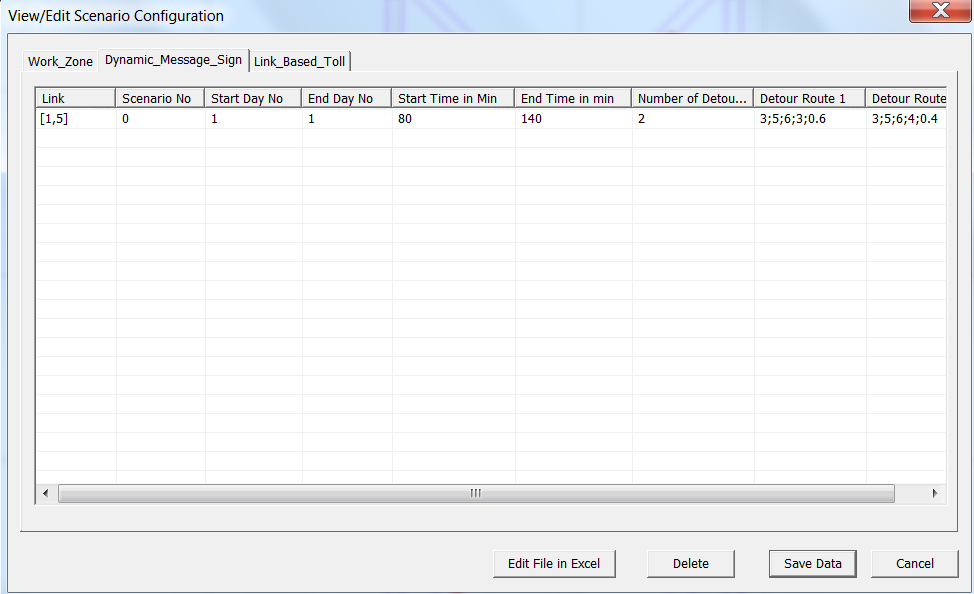 View/Edit Scenario Configuration
Work_Zone Dynamic_Message_Sign Link_Based_Toll
Link Scenario No Start Day No End Day No Start Time in Min End Time in min Number of Detou... Detour Route 1 Detour Route
[1,5] 0 1 1 80 140 2 3;5;6;3;0.6 3;5;6;4;0.4
Edit File in Excel Delete Save Data Cancel